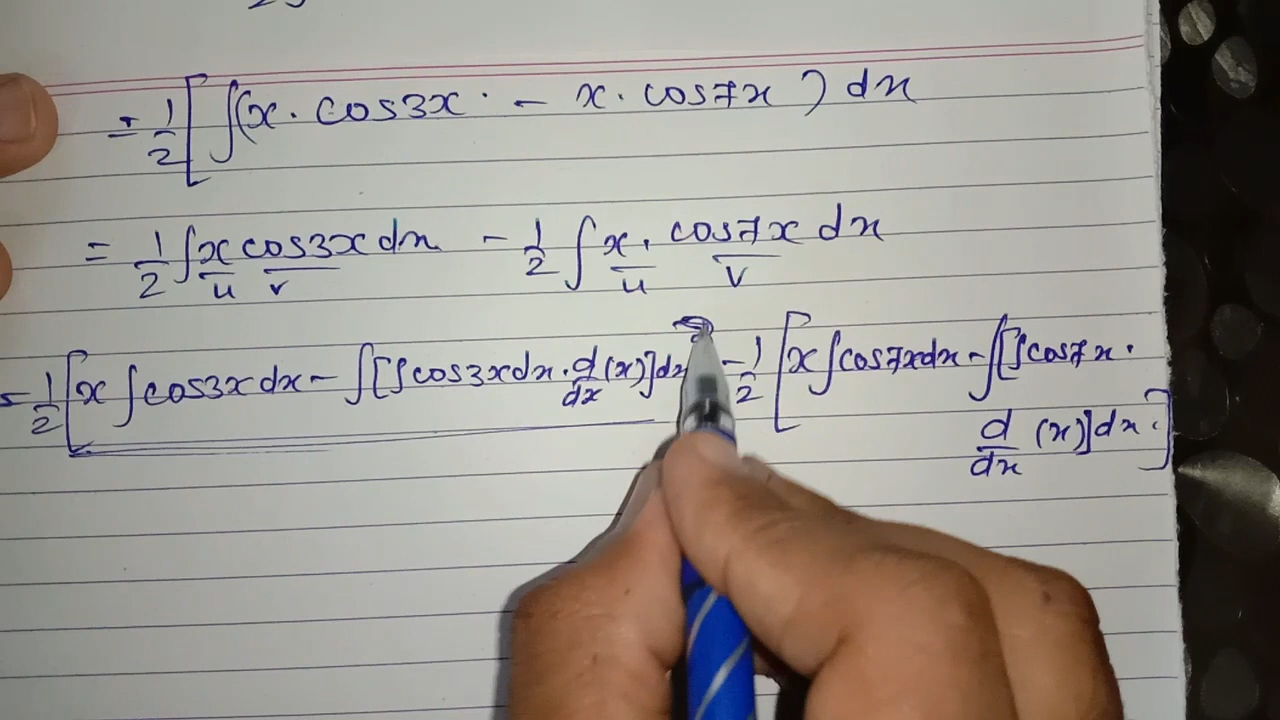 = 1/2 [ ∫(x . cos3x . - x . cos7x ) dx
= 1/2 ∫ x cos3x dx - 1/2 ∫ x . cos7x dx
u v u v
= 1/2 [ x ∫ cos3x dx - ∫ [∫ cos3x dx . d/dx (x)] dx - 1/2 [ x ∫ cos7x dx - ∫ [∫ cos7x .
d/dx (x)] dx . ]